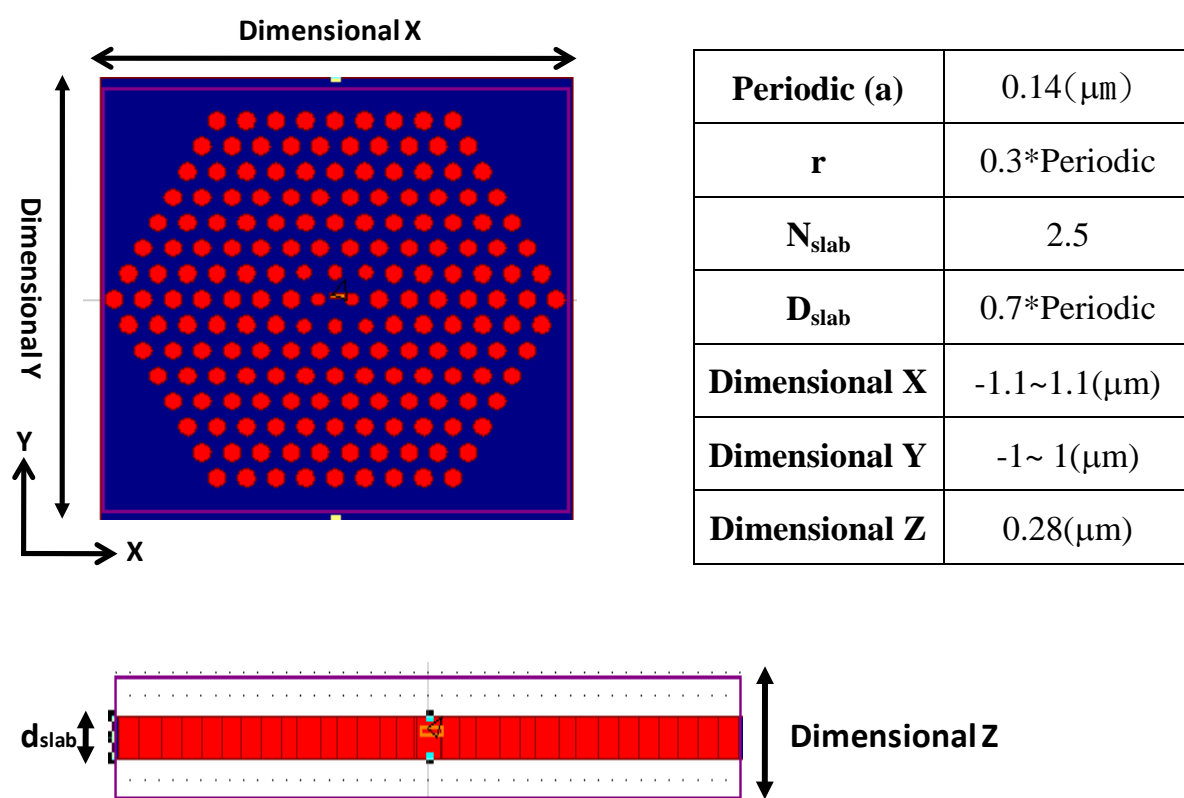 Dimensional X
Dimensional Y
Y
X
Periodic (a) 0.14(μm)
r 0.3*Periodic
Nslab 2.5
Dslab 0.7*Periodic
Dimensional X -1.1~1.1(μm)
Dimensional Y -1~ 1(μm)
Dimensional Z 0.28(μm)
dslab
Dimensional Z